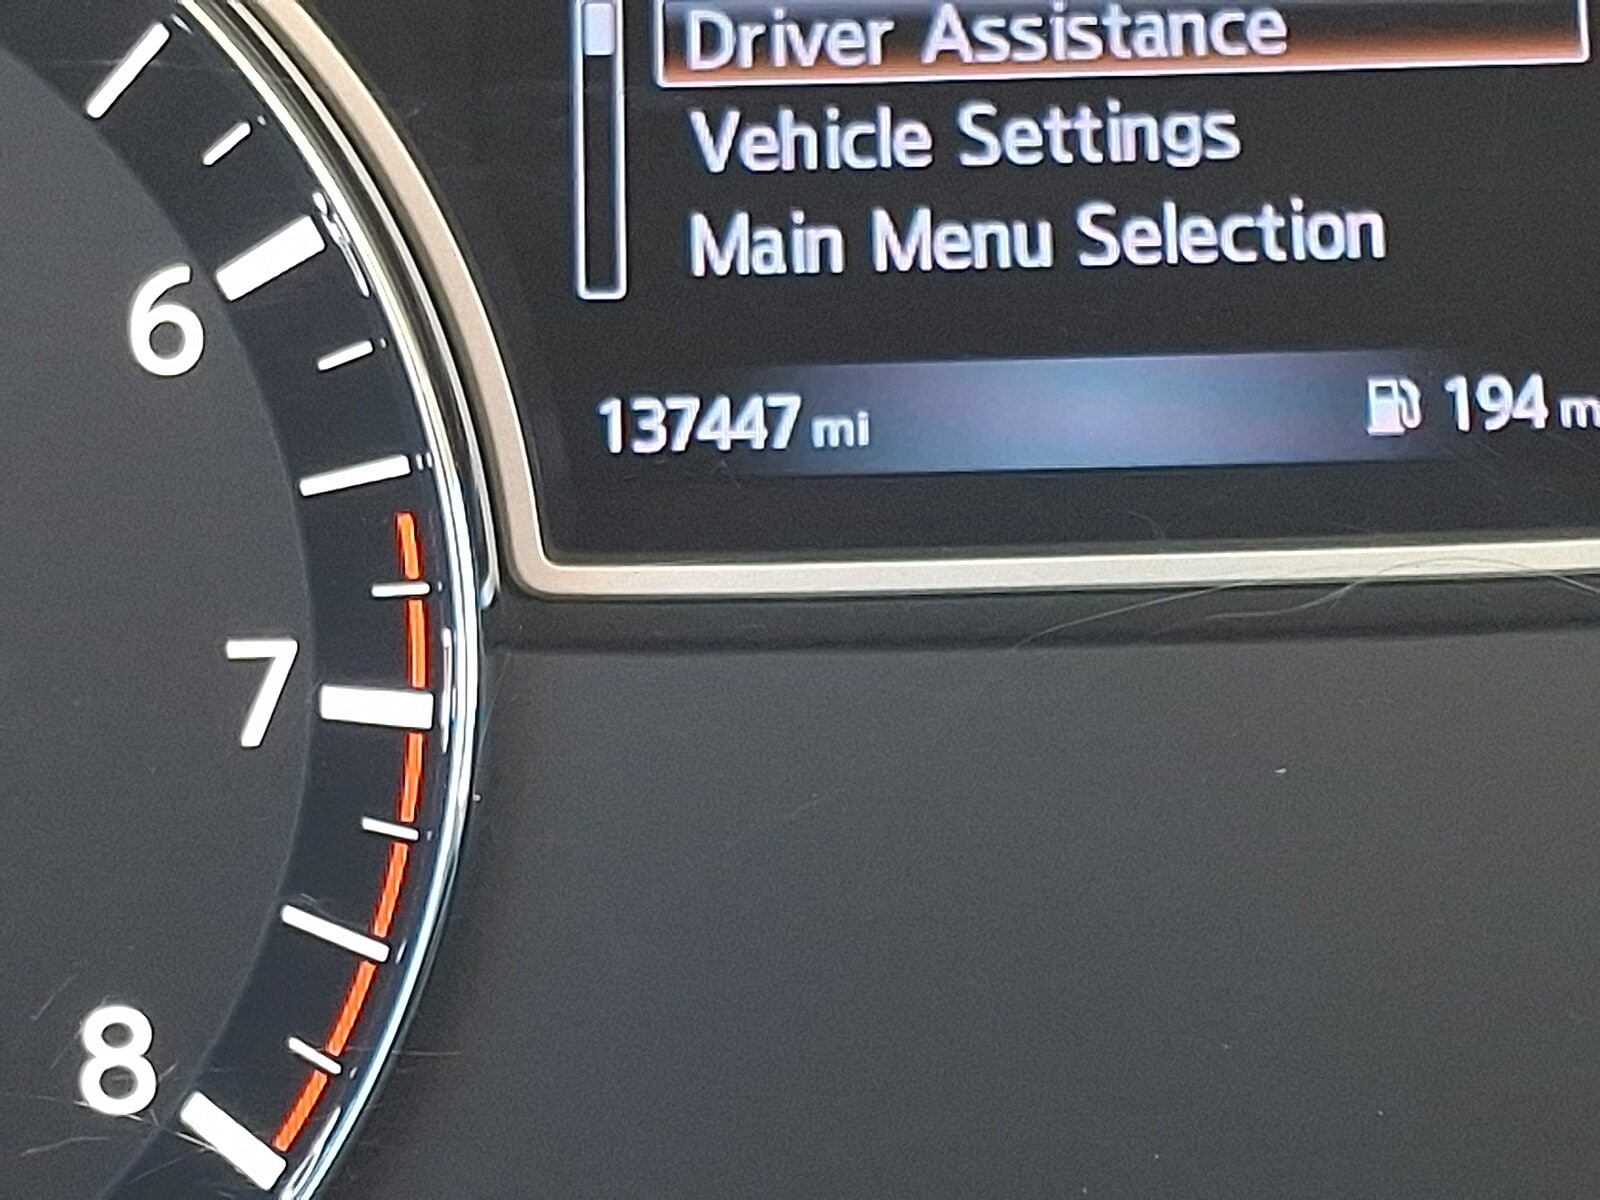 Driver Assistance
Vehicle Settings
Main Menu Selection
137447 mi 194 m
6
7
8